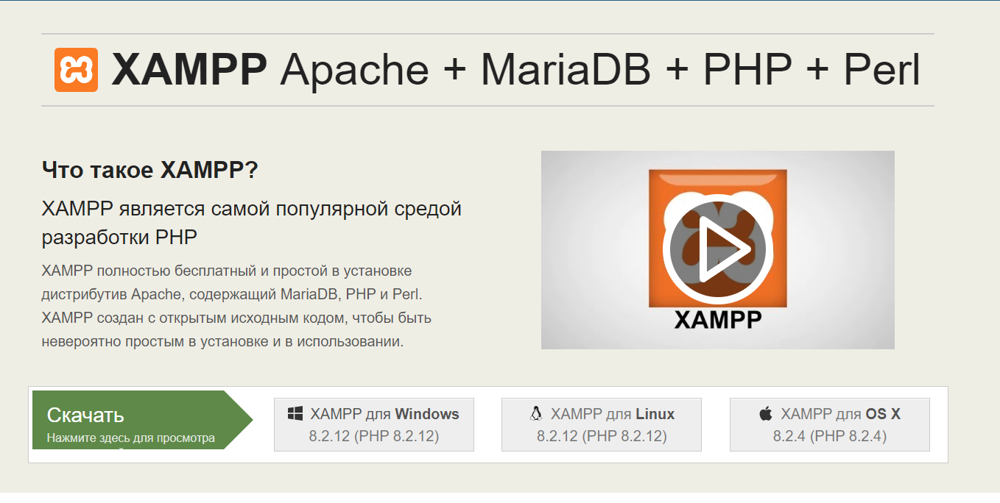 XAMPP Apache + MariaDB + PHP + Perl
Что такое XAMPP?
XAMPP является самой популярной средой
разработки PHP
XAMPP полностью бесплатный и простой в установке
дистрибутив Apache, содержащий MariaDB, PHP и Perl.
XAMPP создан с открытым исходным кодом, чтобы быть
невероятно простым в установке и в использовании.
XAMPP
Скачать
Нажмите здесь для просмотра
XAMPP для Windows
8.2.12 (PHP 8.2.12)
XAMPP для Linux
8.2.12 (PHP 8.2.12)
XAMPP для OS X
8.2.4 (PHP 8.2.4)